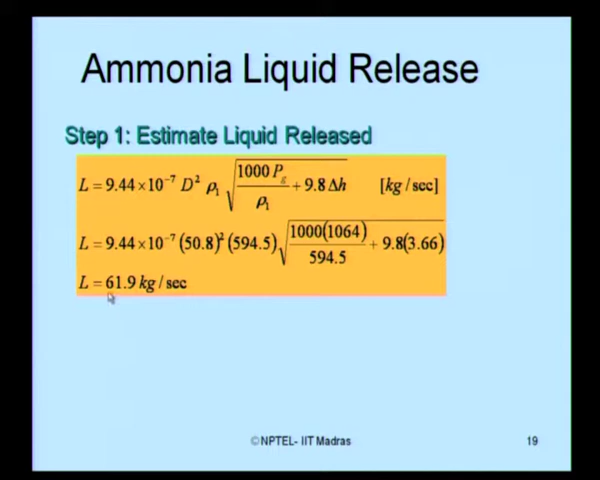 Ammonia Liquid Release
Step 1: Estimate Liquid Released
L = 9.44×10⁻⁷ D² ρₗ √(1000 P_g / ρₗ + 9.8 Δh) [kg / sec]
L = 9.44×10⁻⁷ (50.8)² (594.5) √(1000(1064) / 594.5 + 9.8(3.66))
L = 61.9 kg / sec
©NPTEL- IIT Madras
19